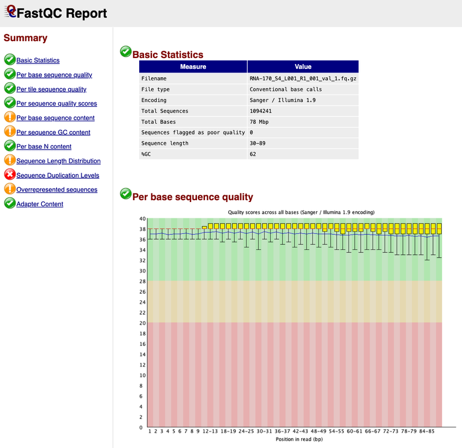 FastQC Report
Summary
Basic Statistics
Per base sequence quality
Per tile sequence quality
Per sequence quality scores
Per base sequence content
Per sequence GC content
Per base N content
Sequence Length Distribution
Sequence Duplication Levels
Overrepresented sequences
Adapter Content
Basic Statistics
Measure Value
Filename RNA-170_S4_L001_R1_001_val_1.fq.gz
File type Conventional base calls
Encoding Sanger / Illumina 1.9
Total Sequences 1094241
Total Bases 78 Mbp
Sequences flagged as poor quality 0
Sequence length 30-89
%GC 62
Per base sequence quality
Quality scores across all bases (Sanger / Illumina 1.9 encoding)
40
38
36
34
32
30
28
26
24
22
20
18
16
14
12
10
8
6
4
2
0
1 2 3 4 5 6 7 8 9 12-13 18-19 24-25 30-31 36-37 42-43 48-49 54-55 60-61 66-67 72-73 78-79 84-85
Position in read (bp)